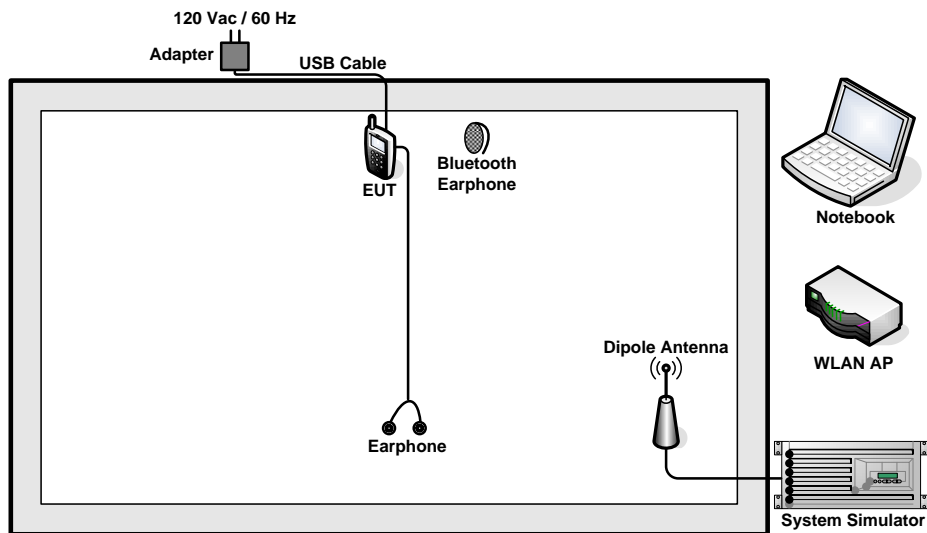 120 Vac / 60 Hz
Adapter
USB Cable
EUT
Bluetooth
Earphone
Notebook
WLAN AP
Dipole Antenna
Earphone
System Simulator